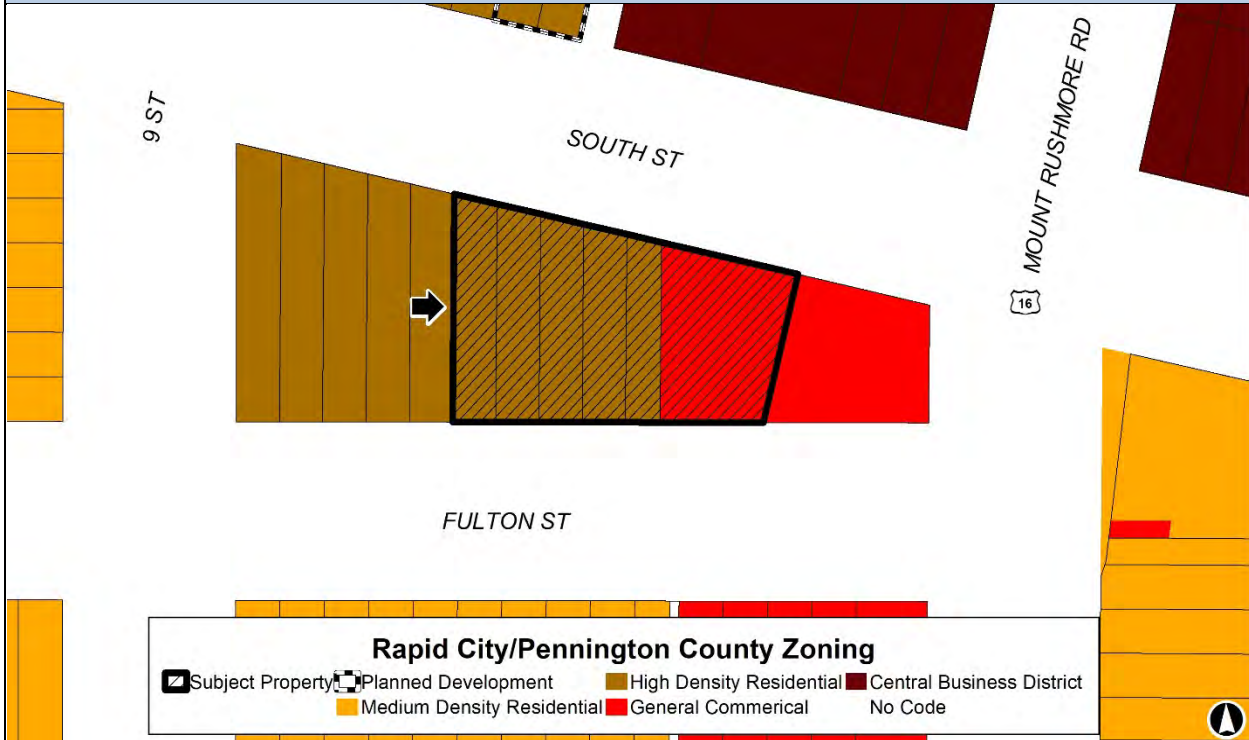 9 ST
SOUTH ST
MOUNT RUSHMORE RD
16
FULTON ST
Rapid City/Pennington County Zoning
Subject Property Planned Development High Density Residential Central Business District
Medium Density Residential General Commerical No Code